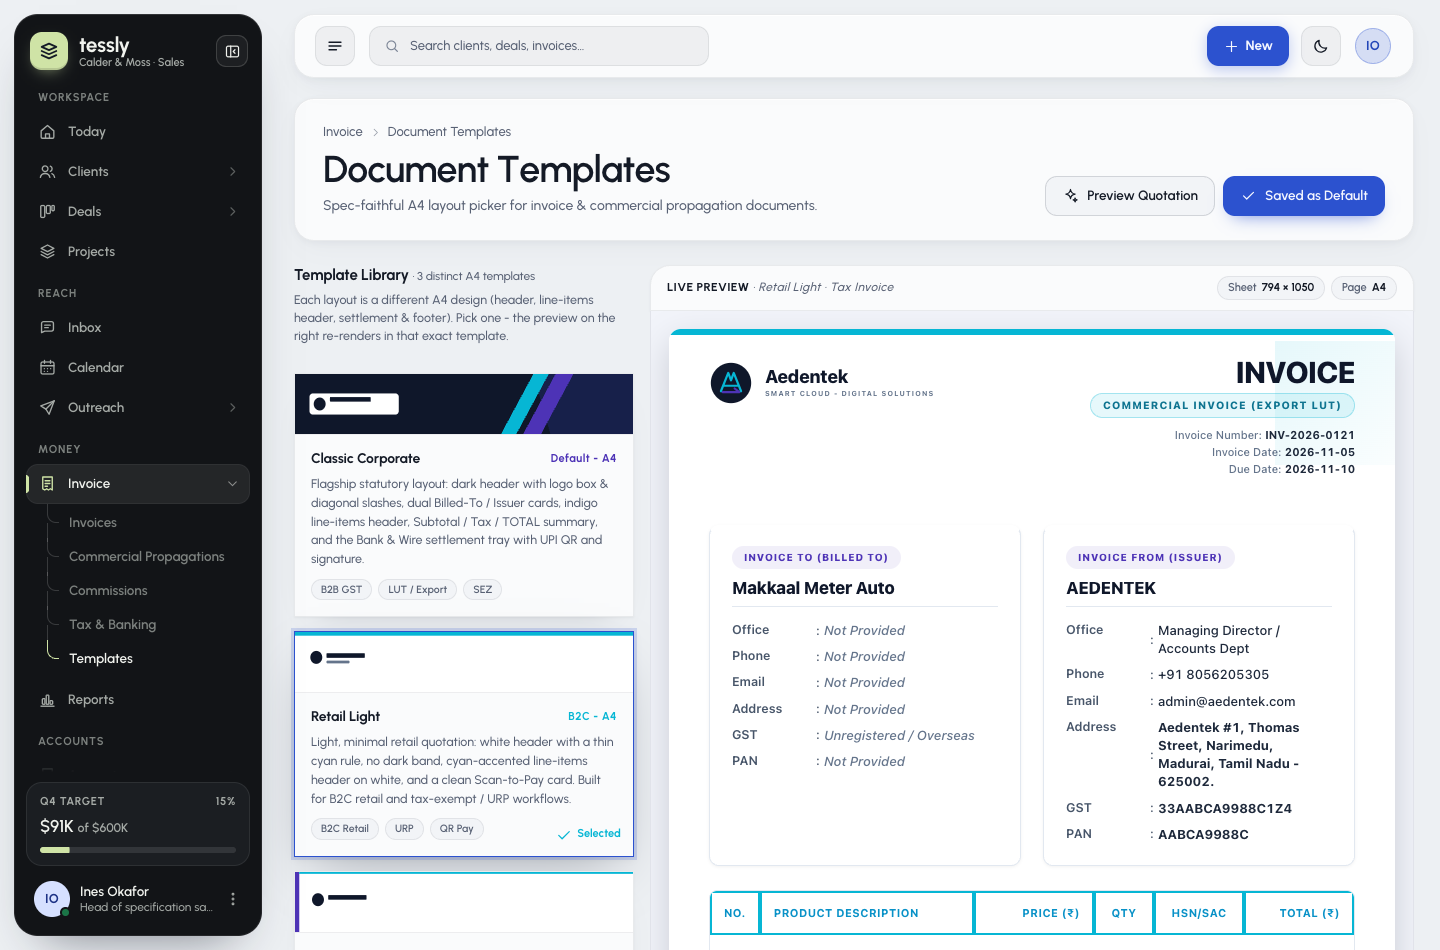 tessly
Calder & Moss · Sales
WORKSPACE
Today
Clients
Deals
Projects
REACH
Inbox
Calendar
Outreach
MONEY
Invoice
Invoices
Commercial Propagations
Commissions
Tax & Banking
Templates
Reports
ACCOUNTS
Q4 TARGET 15%
$91K of $600K
IO
Ines Okafor
Head of specification sa...
Search clients, deals, invoices...
New
IO
Invoice > Document Templates
Document Templates
Spec-faithful A4 layout picker for invoice & commercial propagation documents.
Preview Quotation
Saved as Default
Template Library · 3 distinct A4 templates
Each layout is a different A4 design (header, line-items
header, settlement & footer). Pick one - the preview on the
right re-renders in that exact template.
Classic Corporate Default - A4
Flagship statutory layout: dark header with logo box &
diagonal slashes, dual Billed-To / Issuer cards, indigo
line-items header, Subtotal / Tax / TOTAL summary,
and the Bank & Wire settlement tray with UPI QR and
signature.
B2B GST LUT / Export SEZ
Retail Light B2C - A4
Light, minimal retail quotation: white header with a thin
cyan rule, no dark band, cyan-accented line-items
header on white, and a clean Scan-to-Pay card. Built
for B2C retail and tax-exempt / URP workflows.
B2C Retail URP QR Pay Selected
LIVE PREVIEW · Retail Light · Tax Invoice
Sheet 794 × 1050 Page A4
Aedentek
SMART CLOUD - DIGITAL SOLUTIONS
INVOICE
COMMERCIAL INVOICE (EXPORT LUT)
Invoice Number: INV-2026-0121
Invoice Date: 2026-11-05
Due Date: 2026-11-10
INVOICE TO (BILLED TO)
Makkaal Meter Auto
Office : Not Provided
Phone : Not Provided
Email : Not Provided
Address : Not Provided
GST : Unregistered / Overseas
PAN : Not Provided
INVOICE FROM (ISSUER)
AEDENTEK
Office : Managing Director /
Accounts Dept
Phone : +91 8056205305
Email : admin@aedentek.com
Address : Aedentek #1, Thomas
Street, Narimedu,
Madurai, Tamil Nadu -
625002.
GST : 33AABCA9988C1Z4
PAN : AABCA9988C
NO. PRODUCT DESCRIPTION PRICE (₹) QTY HSN/SAC TOTAL (₹)